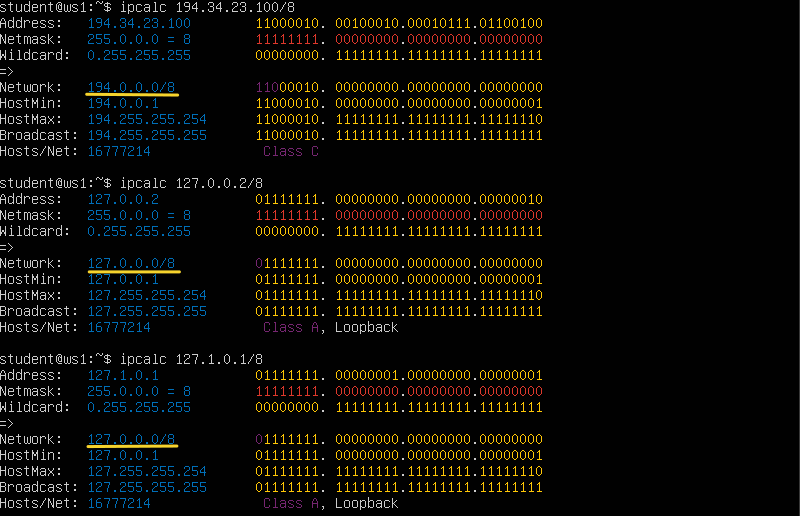 student@ws1:~$ ipcalc 194.34.23.100/8
Address: 194.34.23.100 11000010. 00100010.00010111.01100100
Netmask: 255.0.0.0 = 8 11111111. 00000000.00000000.00000000
Wildcard: 0.255.255.255 00000000. 11111111.11111111.11111111
=>
Network: 194.0.0.0/8 11000010. 00000000.00000000.00000000
HostMin: 194.0.0.1 11000010. 00000000.00000000.00000001
HostMax: 194.255.255.254 11000010. 11111111.11111111.11111110
Broadcast: 194.255.255.255 11000010. 11111111.11111111.11111111
Hosts/Net: 16777214 Class C
student@ws1:~$ ipcalc 127.0.0.2/8
Address: 127.0.0.2 01111111. 00000000.00000000.00000010
Netmask: 255.0.0.0 = 8 11111111. 00000000.00000000.00000000
Wildcard: 0.255.255.255 00000000. 11111111.11111111.11111111
=>
Network: 127.0.0.0/8 01111111. 00000000.00000000.00000000
HostMin: 127.0.0.1 01111111. 00000000.00000000.00000001
HostMax: 127.255.255.254 01111111. 11111111.11111111.11111110
Broadcast: 127.255.255.255 01111111. 11111111.11111111.11111111
Hosts/Net: 16777214 Class A, Loopback
student@ws1:~$ ipcalc 127.1.0.1/8
Address: 127.1.0.1 01111111. 00000001.00000000.00000001
Netmask: 255.0.0.0 = 8 11111111. 00000000.00000000.00000000
Wildcard: 0.255.255.255 00000000. 11111111.11111111.11111111
=>
Network: 127.0.0.0/8 01111111. 00000000.00000000.00000000
HostMin: 127.0.0.1 01111111. 00000000.00000000.00000001
HostMax: 127.255.255.254 01111111. 11111111.11111111.11111110
Broadcast: 127.255.255.255 01111111. 11111111.11111111.11111111
Hosts/Net: 16777214 Class A, Loopback